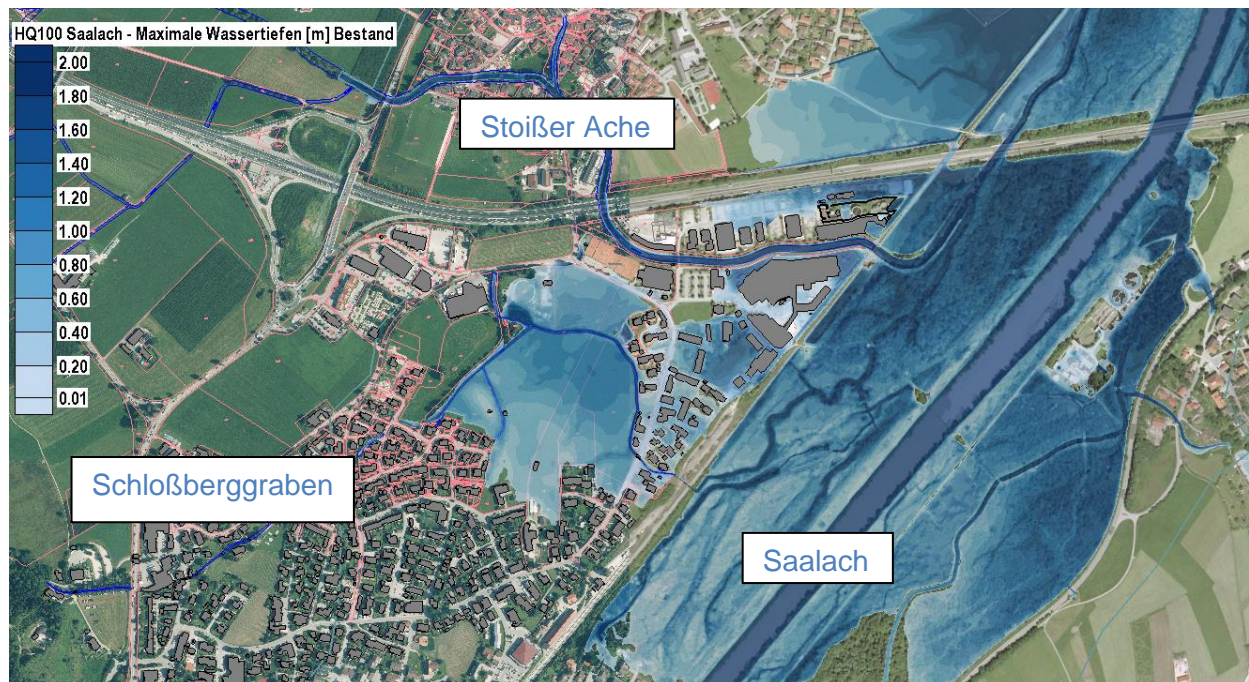 HQ100 Saalach - Maximale Wassertiefen [m] Bestand
2.00
1.80
1.60
1.40
1.20
1.00
0.80
0.60
0.40
0.20
0.01
Stoißer Ache
Schloßberggraben
Saalach